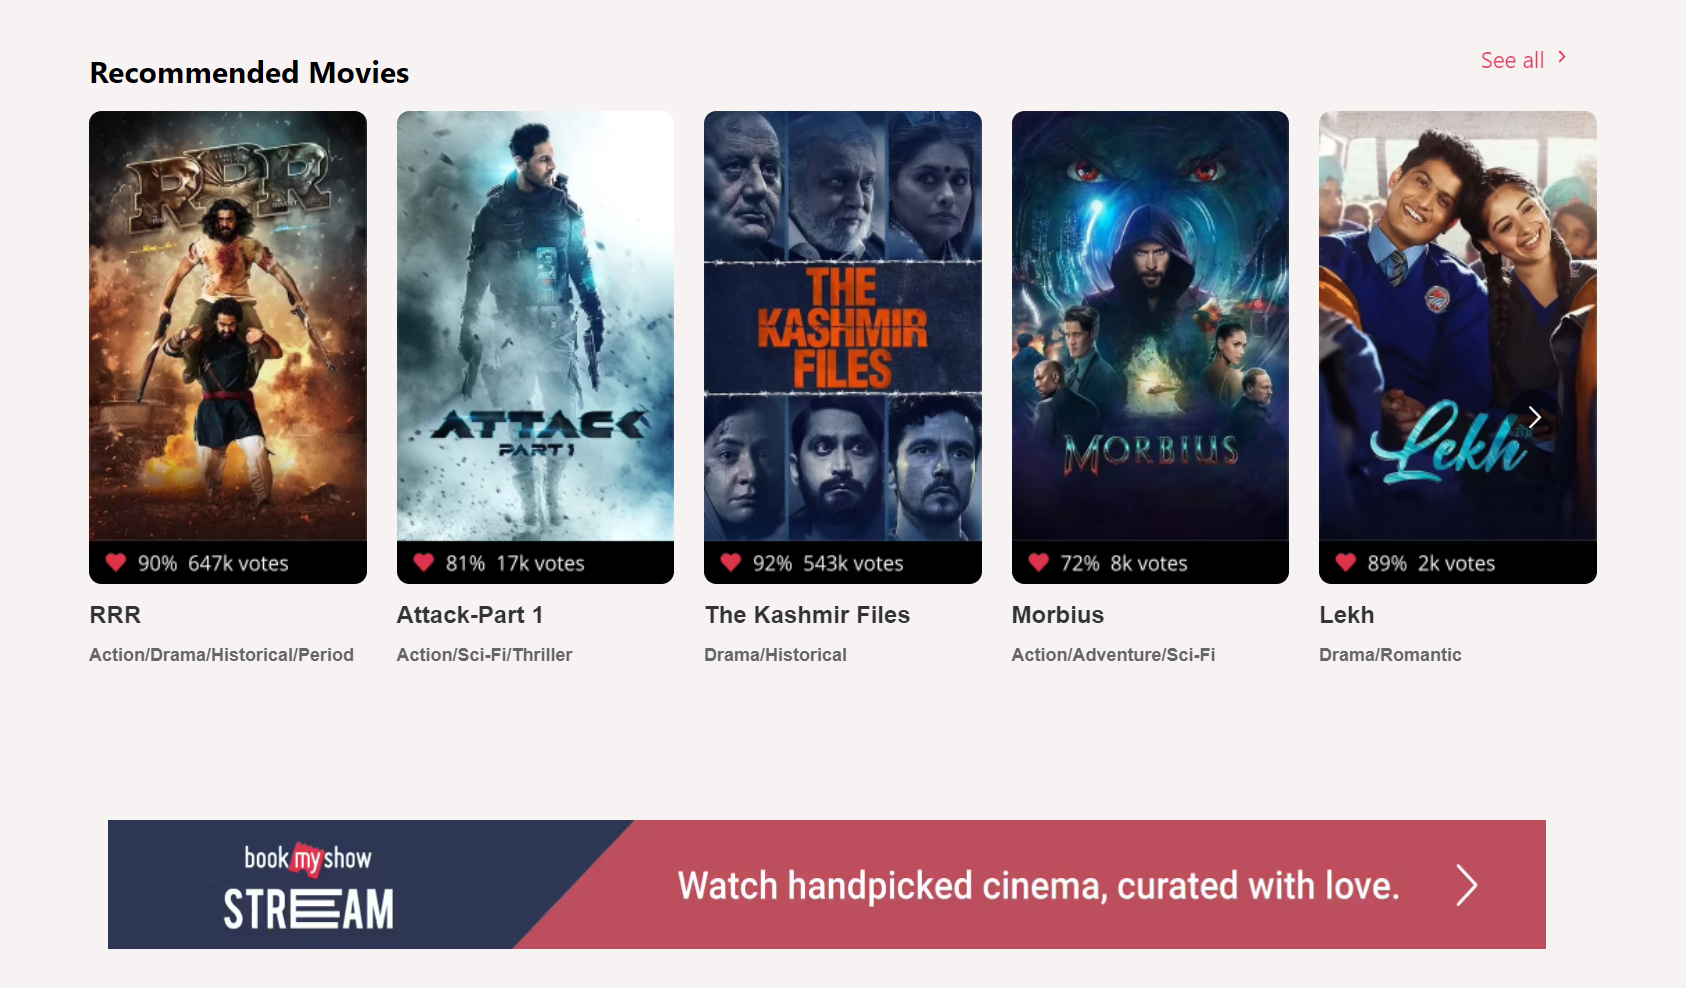 Recommended Movies
See all
RRR
ATTACK
PART 1
THE
KASHMIR
FILES
MORBIUS
Lekh
90% 647k votes
81% 17k votes
92% 543k votes
72% 8k votes
89% 2k votes
RRR
Attack-Part 1
The Kashmir Files
Morbius
Lekh
Action/Drama/Historical/Period
Action/Sci-Fi/Thriller
Drama/Historical
Action/Adventure/Sci-Fi
Drama/Romantic
book my show
STREAM
Watch handpicked cinema, curated with love.